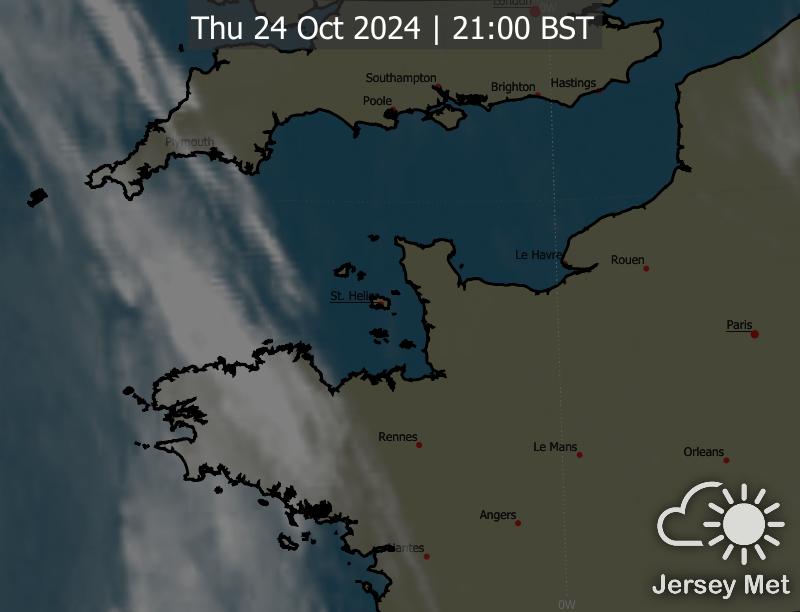 London
Thu 24 Oct 2024 | 21:00 BST
Southampton
Brighton
Hastings
Poole
Plymouth
Le Havre
Rouen
St. Helier
Paris
Rennes
Le Mans
Orleans
Angers
Nantes
Jersey Met
0W